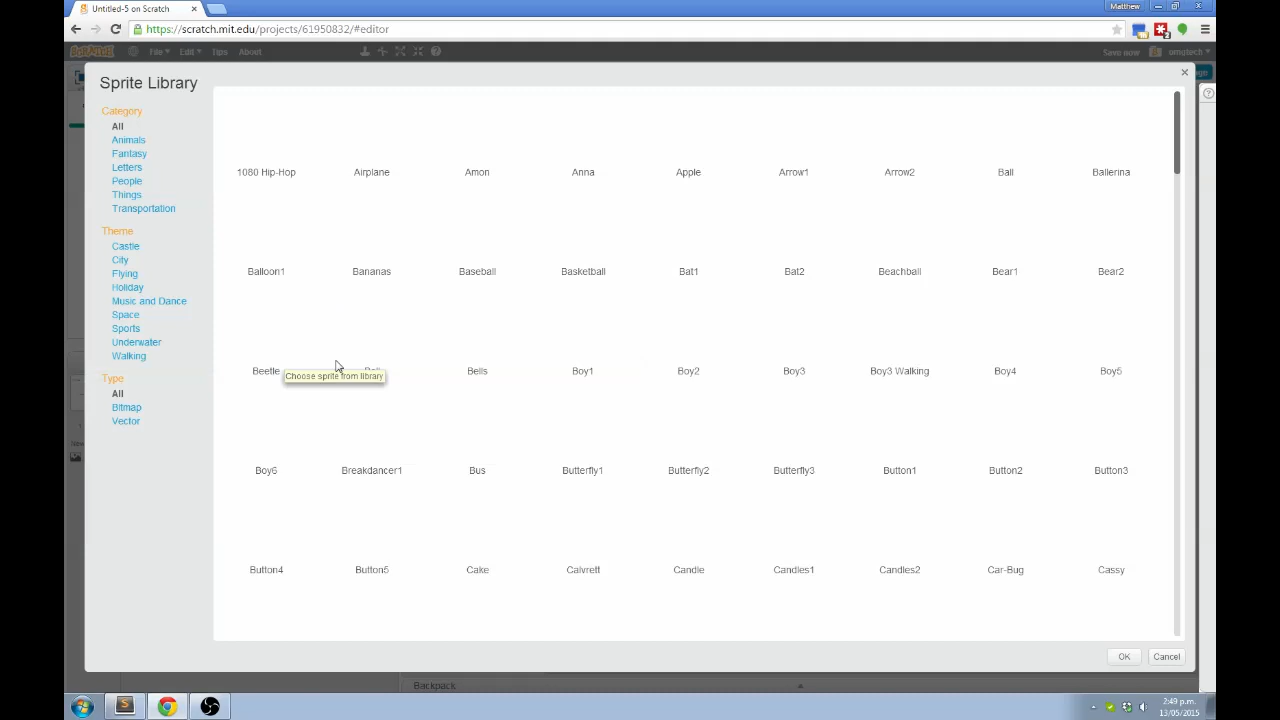 Untitled-5 on Scratch
Matthew
https://scratch.mit.edu/projects/61950832/#editor
SCRATCH File Edit Tips About Save now omgtech
Sprite Library
Category
All
Animals
Fantasy
Letters
People
Things
Transportation
Theme
Castle
City
Flying
Holiday
Music and Dance
Space
Sports
Underwater
Walking
Type
All
Bitmap
Vector
1080 Hip-Hop Airplane Amon Anna Apple Arrow1 Arrow2 Ball Ballerina
Balloon1 Bananas Baseball Basketball Bat1 Bat2 Beachball Bear1 Bear2
Beetle Bells Boy1 Boy2 Boy3 Boy3 Walking Boy4 Boy5
Choose sprite from library
Boy6 Breakdancer1 Bus Butterfly1 Butterfly2 Butterfly3 Button1 Button2 Button3
Button4 Button5 Cake Calvrett Candle Candles1 Candles2 Car-Bug Cassy
OK Cancel
Backpack
2:49 p.m.
13/05/2015